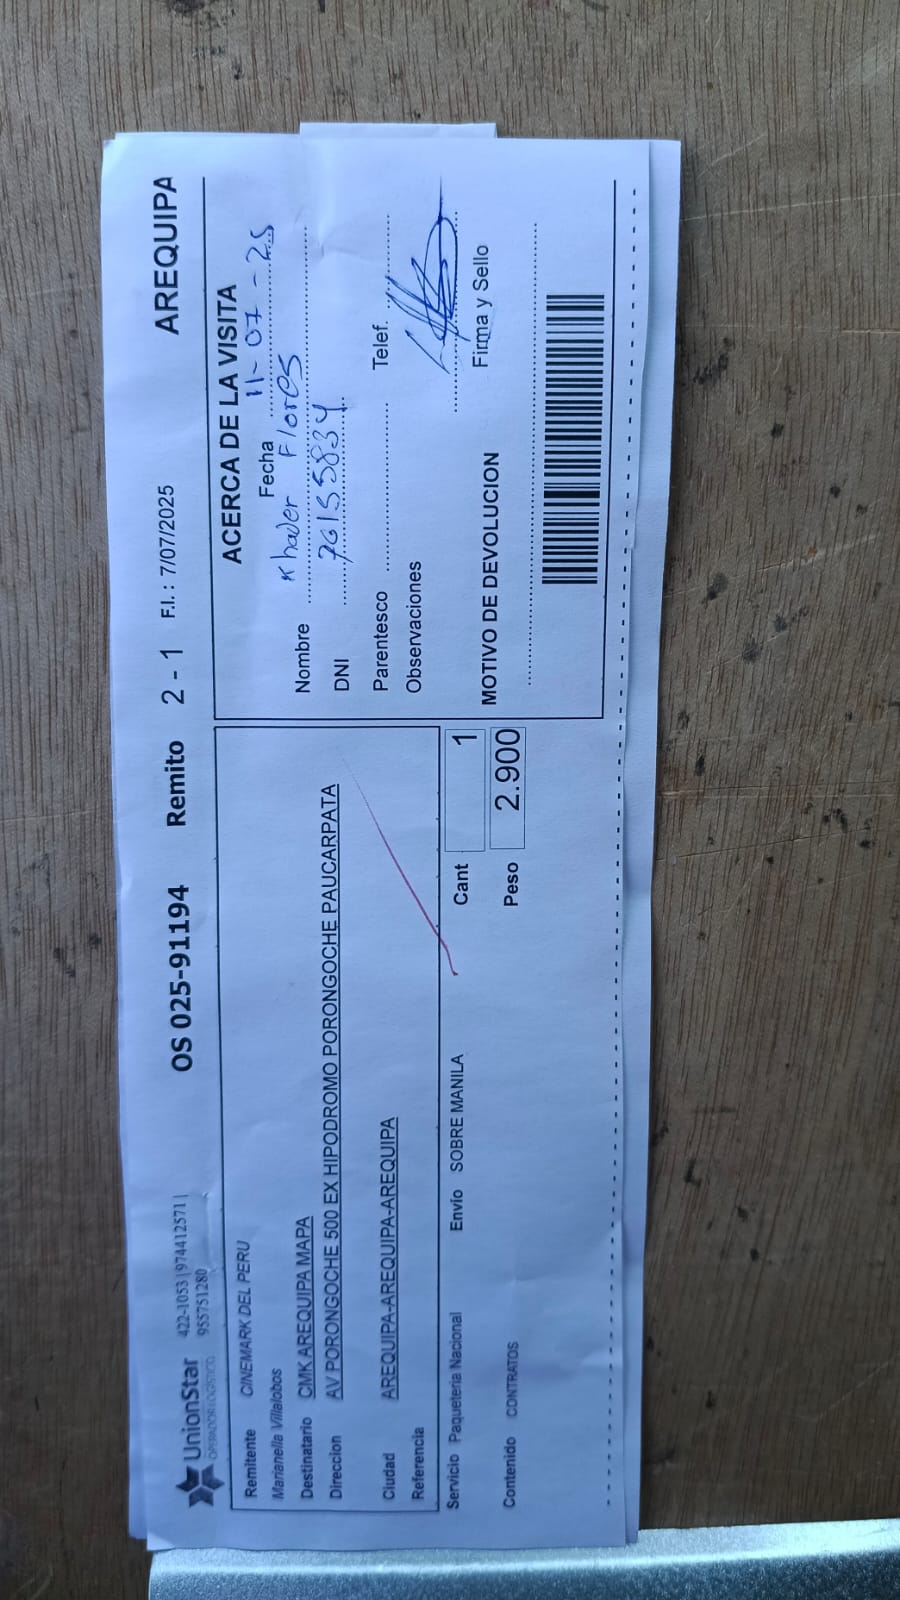 UnionStar
OPERADOR LOGÍSTICO
422-1053 | 974412571 |
955751280
OS 025-91194 Remito 2 - 1 F.I. : 7/07/2025 AREQUIPA
Remitente CINEMARK DEL PERU
Marianella Villalobos
Destinatario CMK AREQUIPA MAPA
Direccion AV PORONGOCHE 500 EX HIPODROMO PORONGOCHE PAUCARPATA
Ciudad AREQUIPA-AREQUIPA-AREQUIPA
Referencia
Servicio Paqueteria Nacional Envío SOBRE MANILA Cant 1
Contenido CONTRATOS Peso 2.900
ACERCA DE LA VISITA
Fecha 11-07-25
Nombre Khader Flores
DNI 76155834
Parentesco Telef.
Observaciones
Firma y Sello
MOTIVO DE DEVOLUCION